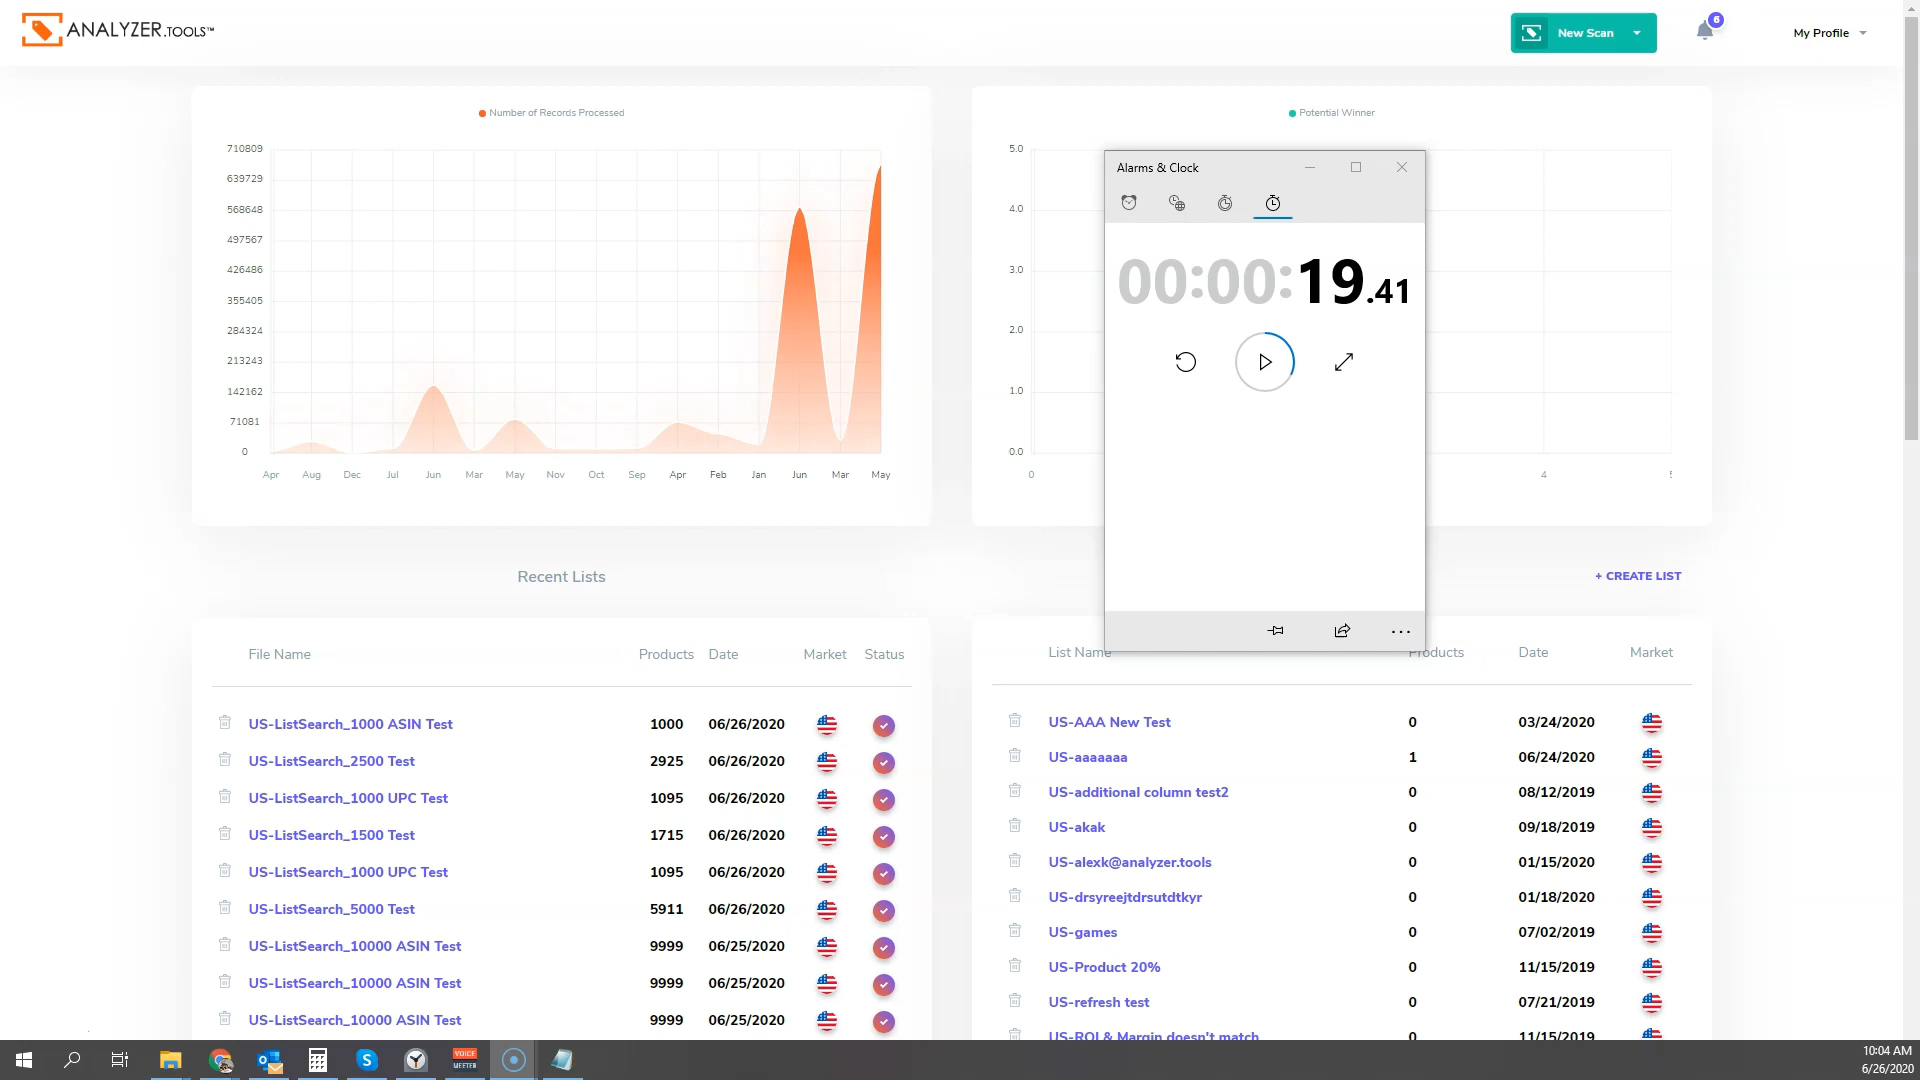 ANALYZER.TOOLS™
New Scan
6
My Profile
Number of Records Processed
710809
639729
568648
497567
426486
355405
284324
213243
142162
71081
0
Apr Aug Dec Jul Jun Mar May Nov Oct Sep Apr Feb Jan Jun Mar May
Potential Winner
5.0
4.0
3.0
2.0
1.0
0.0
0 4
Alarms & Clock
00:00:19.41
Recent Lists
+ CREATE LIST
File Name Products Date Market Status
US-ListSearch_1000 ASIN Test 1000 06/26/2020
US-ListSearch_2500 Test 2925 06/26/2020
US-ListSearch_1000 UPC Test 1095 06/26/2020
US-ListSearch_1500 Test 1715 06/26/2020
US-ListSearch_1000 UPC Test 1095 06/26/2020
US-ListSearch_5000 Test 5911 06/26/2020
US-ListSearch_10000 ASIN Test 9999 06/25/2020
US-ListSearch_10000 ASIN Test 9999 06/25/2020
US-ListSearch_10000 ASIN Test 9999 06/25/2020
List Name Products Date Market
US-AAA New Test 0 03/24/2020
US-aaaaaaa 1 06/24/2020
US-additional column test2 0 08/12/2019
US-akak 0 09/18/2019
US-alexk@analyzer.tools 0 01/15/2020
US-drsyreejtdrsutdtkyr 0 01/18/2020
US-games 0 07/02/2019
US-Product 20% 0 11/15/2019
US-refresh test 0 07/21/2019
US-ROI & Margin doesn't match 0 11/15/2019
VOICE
MEETER
10:04 AM
6/26/2020